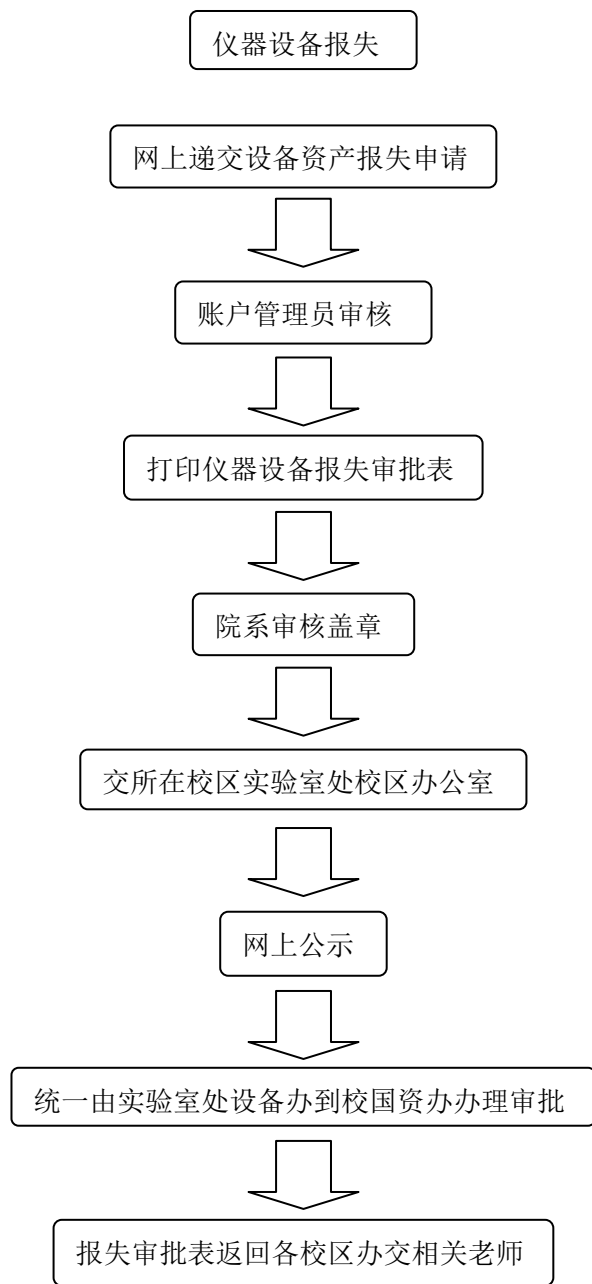 仪器设备报失
网上递交设备资产报失申请
账户管理员审核
打印仪器设备报失审批表
院系审核盖章
交所在校区实验室处校区办公室
网上公示
统一由实验室处设备办到校国资办办理审批
报失审批表返回各校区办交相关老师